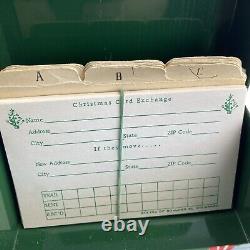 A B C
Christmas Card Exchange
Name
Address State ZIP Code
City
If they move.....
New Address State ZIP Code
City
YEAR
SENT
REC'D